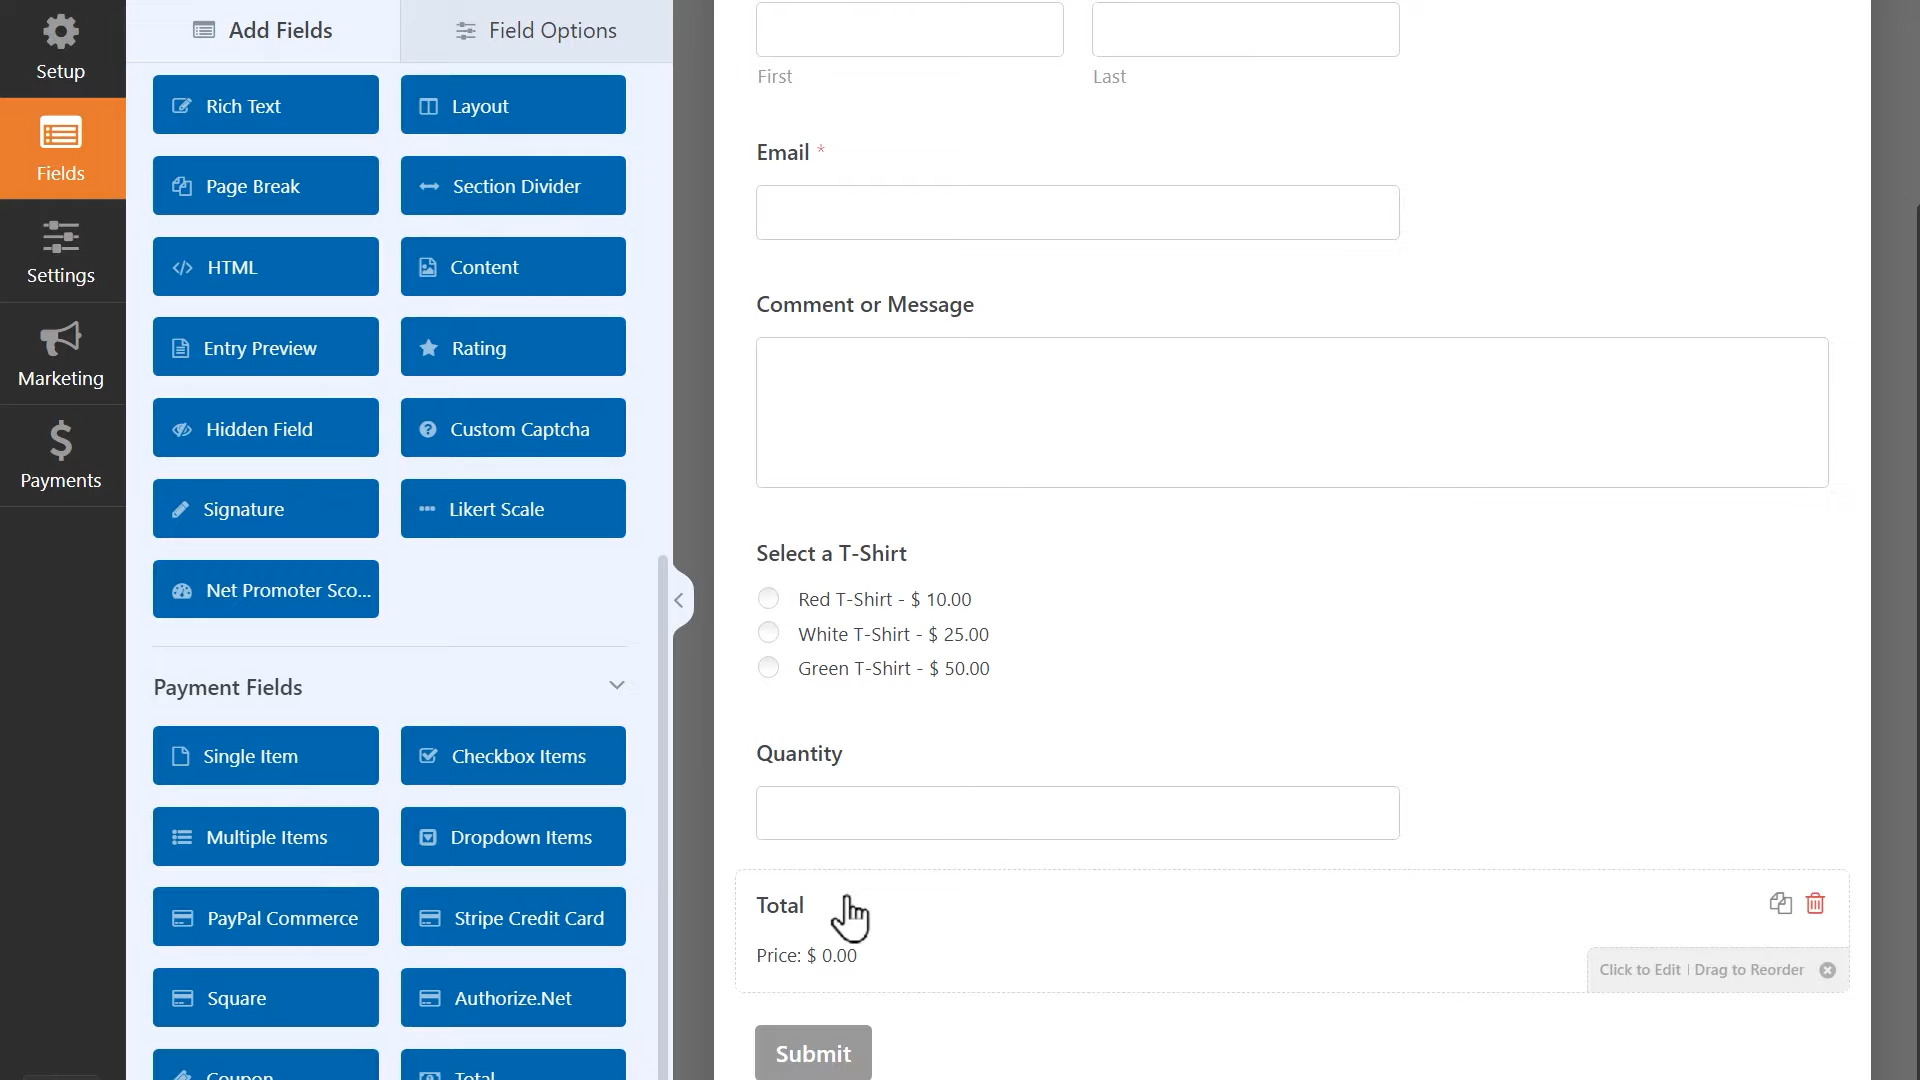 Setup
Fields
Settings
Marketing
Payments
Add Fields
Field Options
Rich Text
Layout
Page Break
Section Divider
HTML
Content
Entry Preview
Rating
Hidden Field
Custom Captcha
Signature
Likert Scale
Net Promoter Sco...
Payment Fields
Single Item
Checkbox Items
Multiple Items
Dropdown Items
PayPal Commerce
Stripe Credit Card
Square
Authorize.Net
Coupon
Total
First
Last
Email *
Comment or Message
Select a T-Shirt
Red T-Shirt - $ 10.00
White T-Shirt - $ 25.00
Green T-Shirt - $ 50.00
Quantity
Total
Price: $ 0.00
Click to Edit | Drag to Reorder
Submit